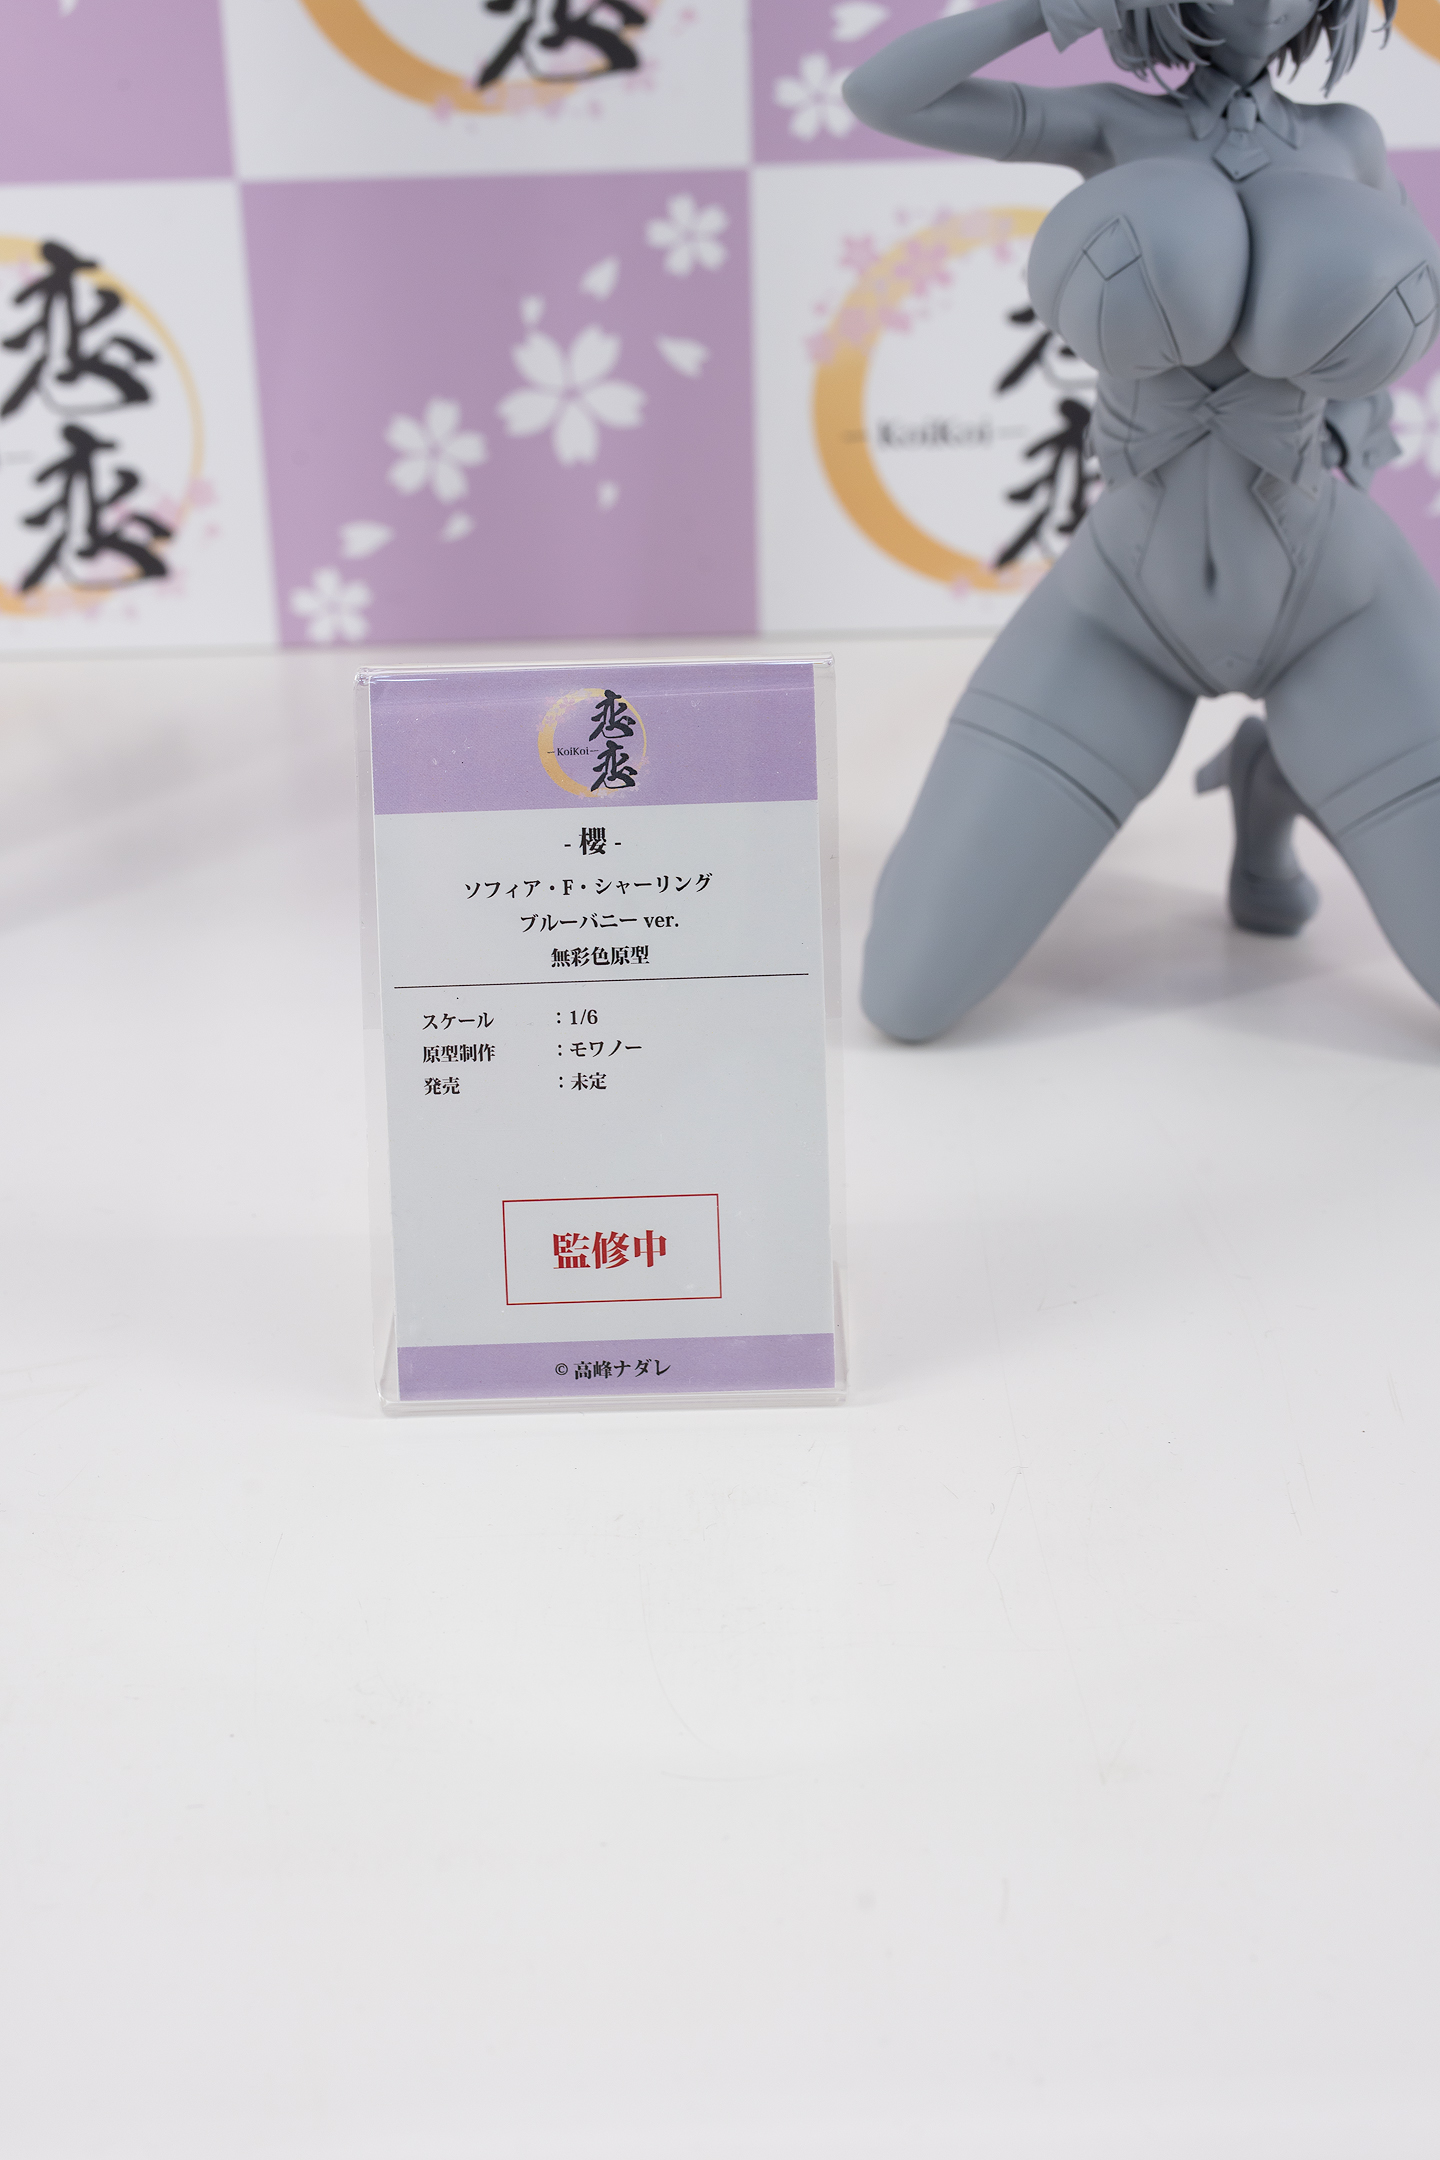 恋
恋
恋
KoiKoi
恋
恋
恋
恋
KoiKoi
- 櫻 -
ソフィア・F・シャーリング
ブルーバニー ver.
無彩色原型
スケール : 1/6
原型制作 : モワノー
発売 : 未定
監修中
© 高峰ナダレ